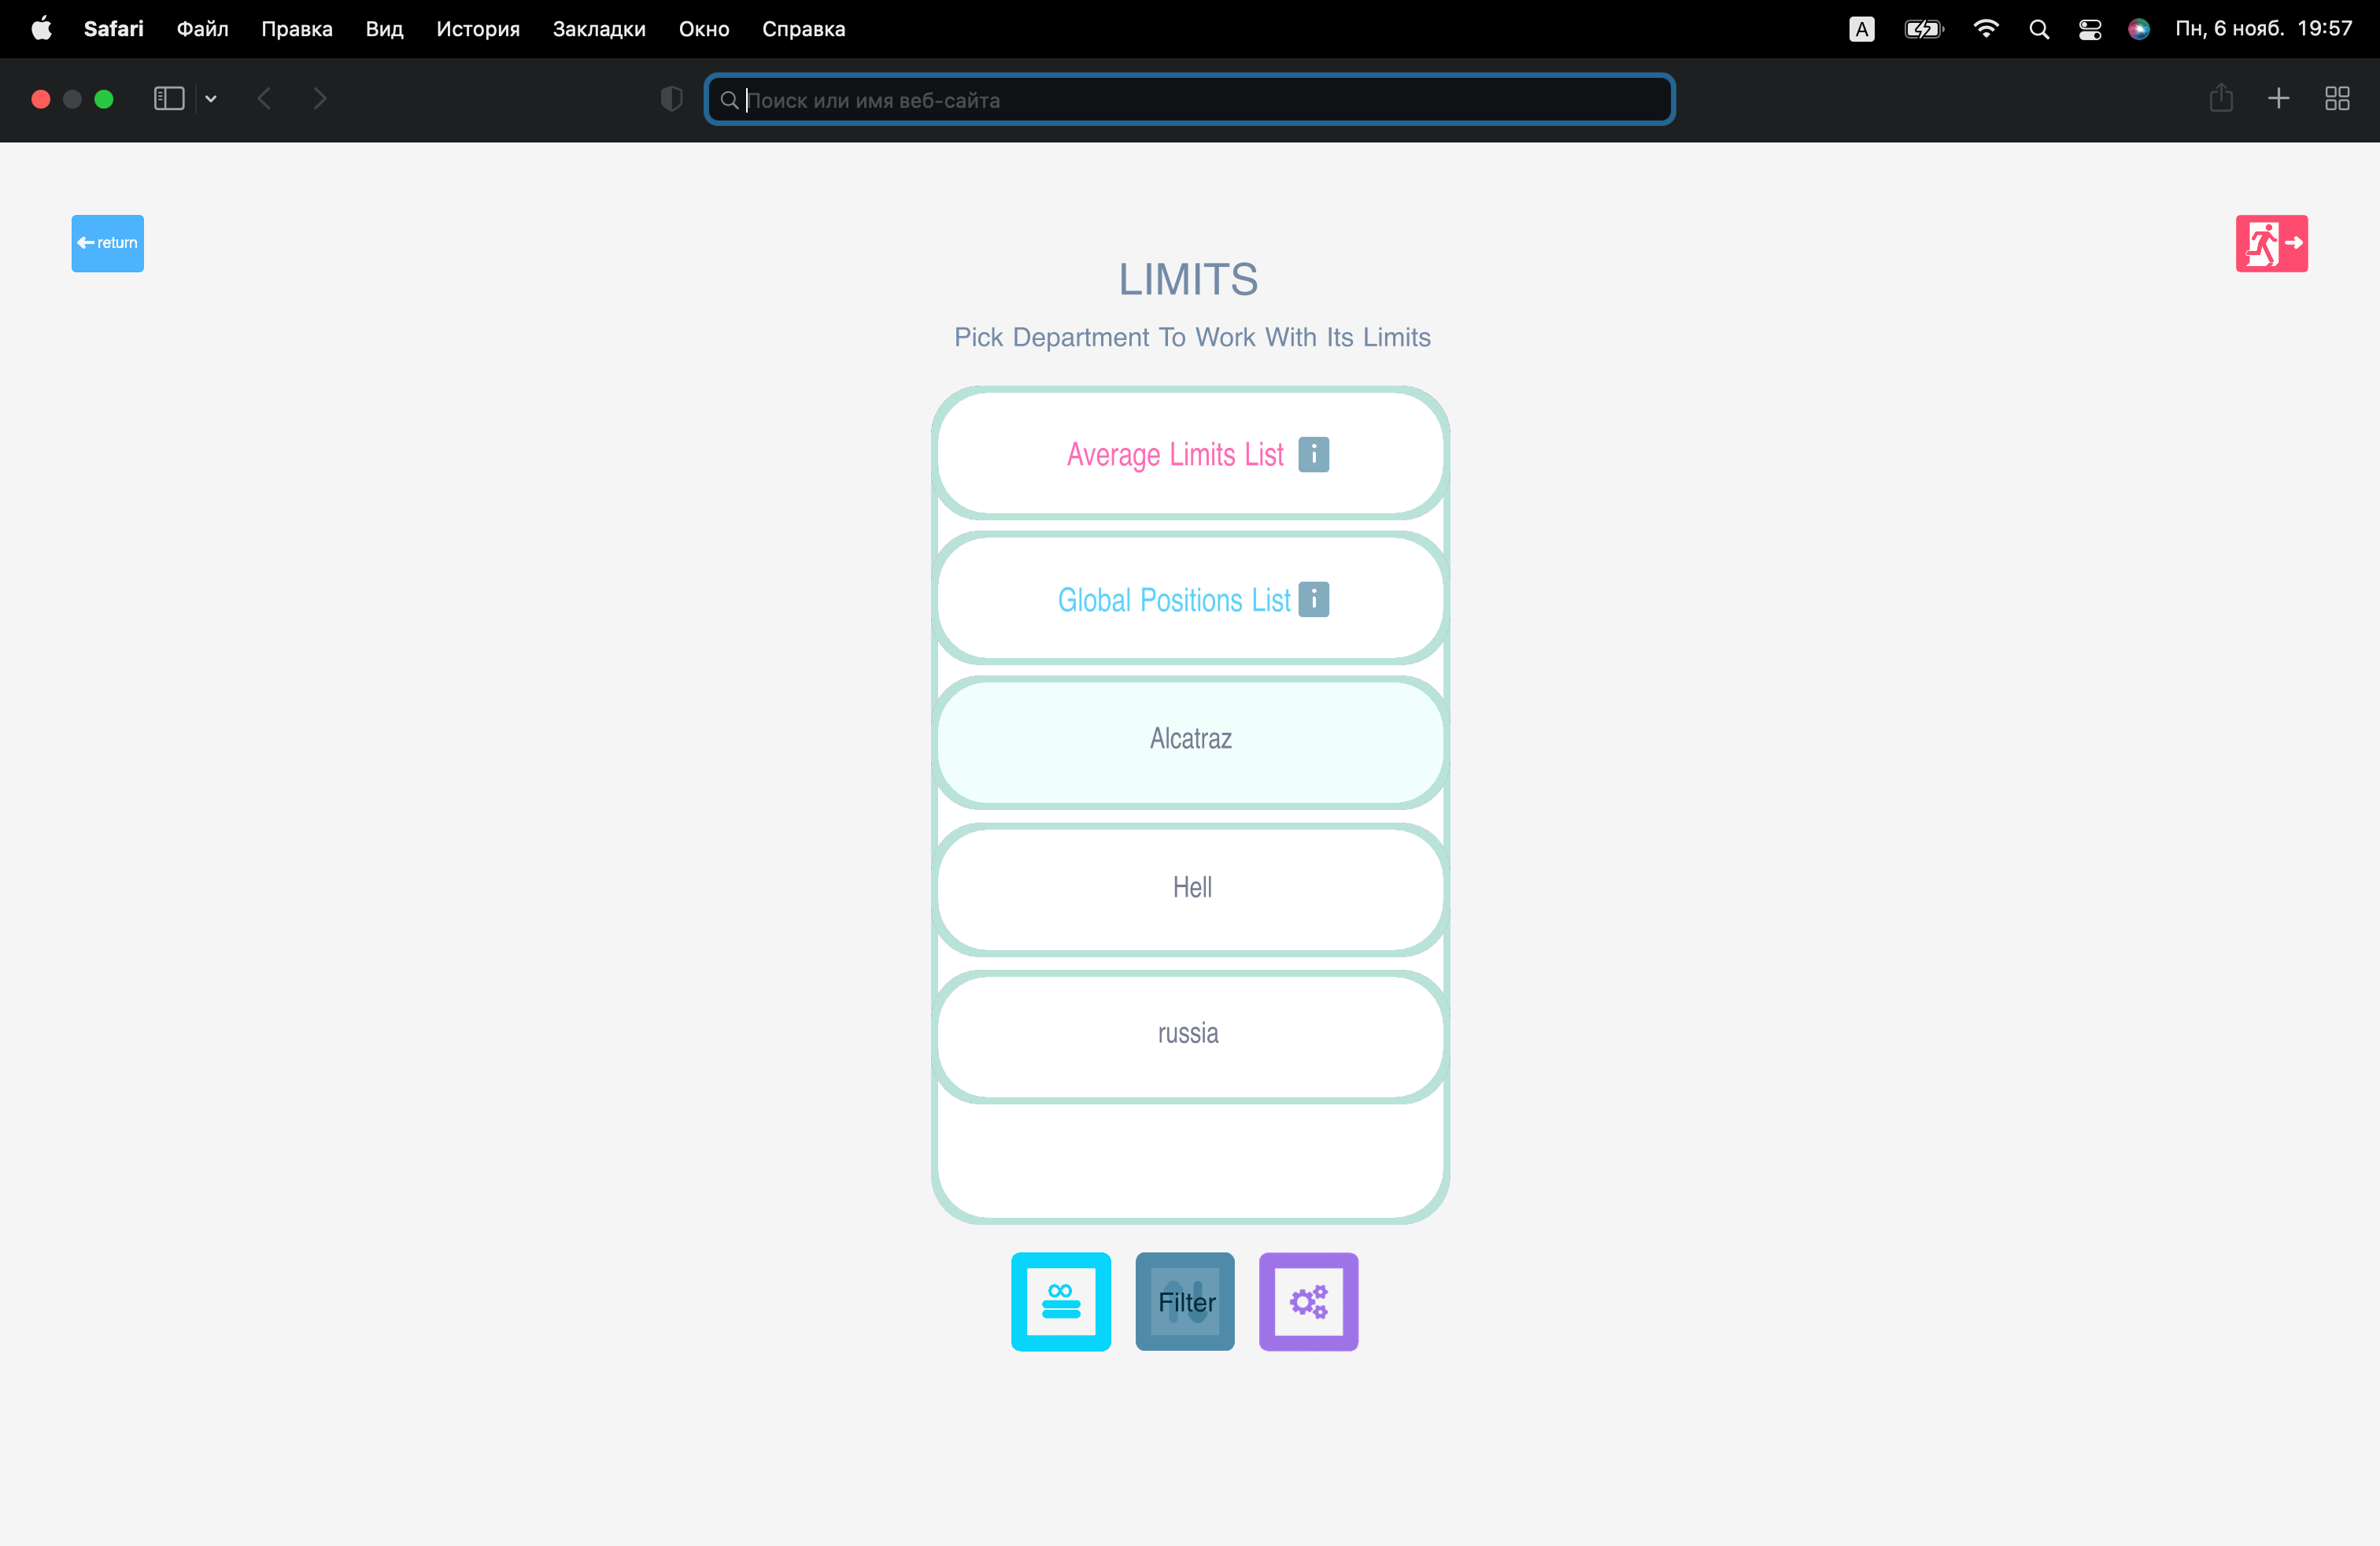 Safari Файл Правка Вид История Закладки Окно Справка A Пн, 6 нояб. 19:57
Поиск или имя веб-сайта
return
LIMITS
Pick Department To Work With Its Limits
Average Limits List i
Global Positions List i
Alcatraz
Hell
russia
Filter